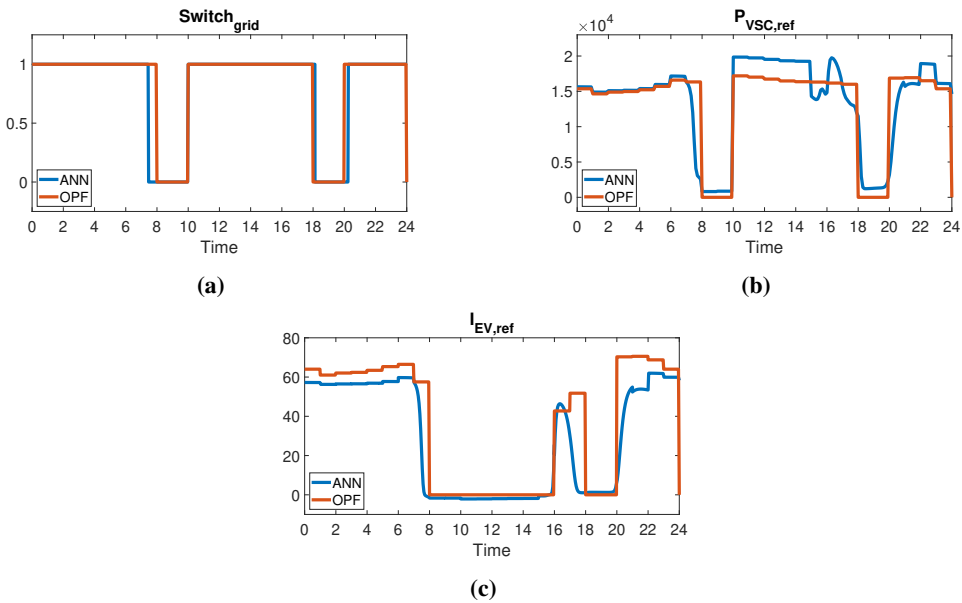 Switch_grid
1
0.5
0
ANN
OPF
0 2 4 6 8 10 12 14 16 18 20 22 24
Time
(a)
P_VSC,ref
×10^4
2
1.5
1
0.5
0
ANN
OPF
0 2 4 6 8 10 12 14 16 18 20 22 24
Time
(b)
I_EV,ref
80
60
40
20
0
ANN
OPF
0 2 4 6 8 10 12 14 16 18 20 22 24
Time
(c)